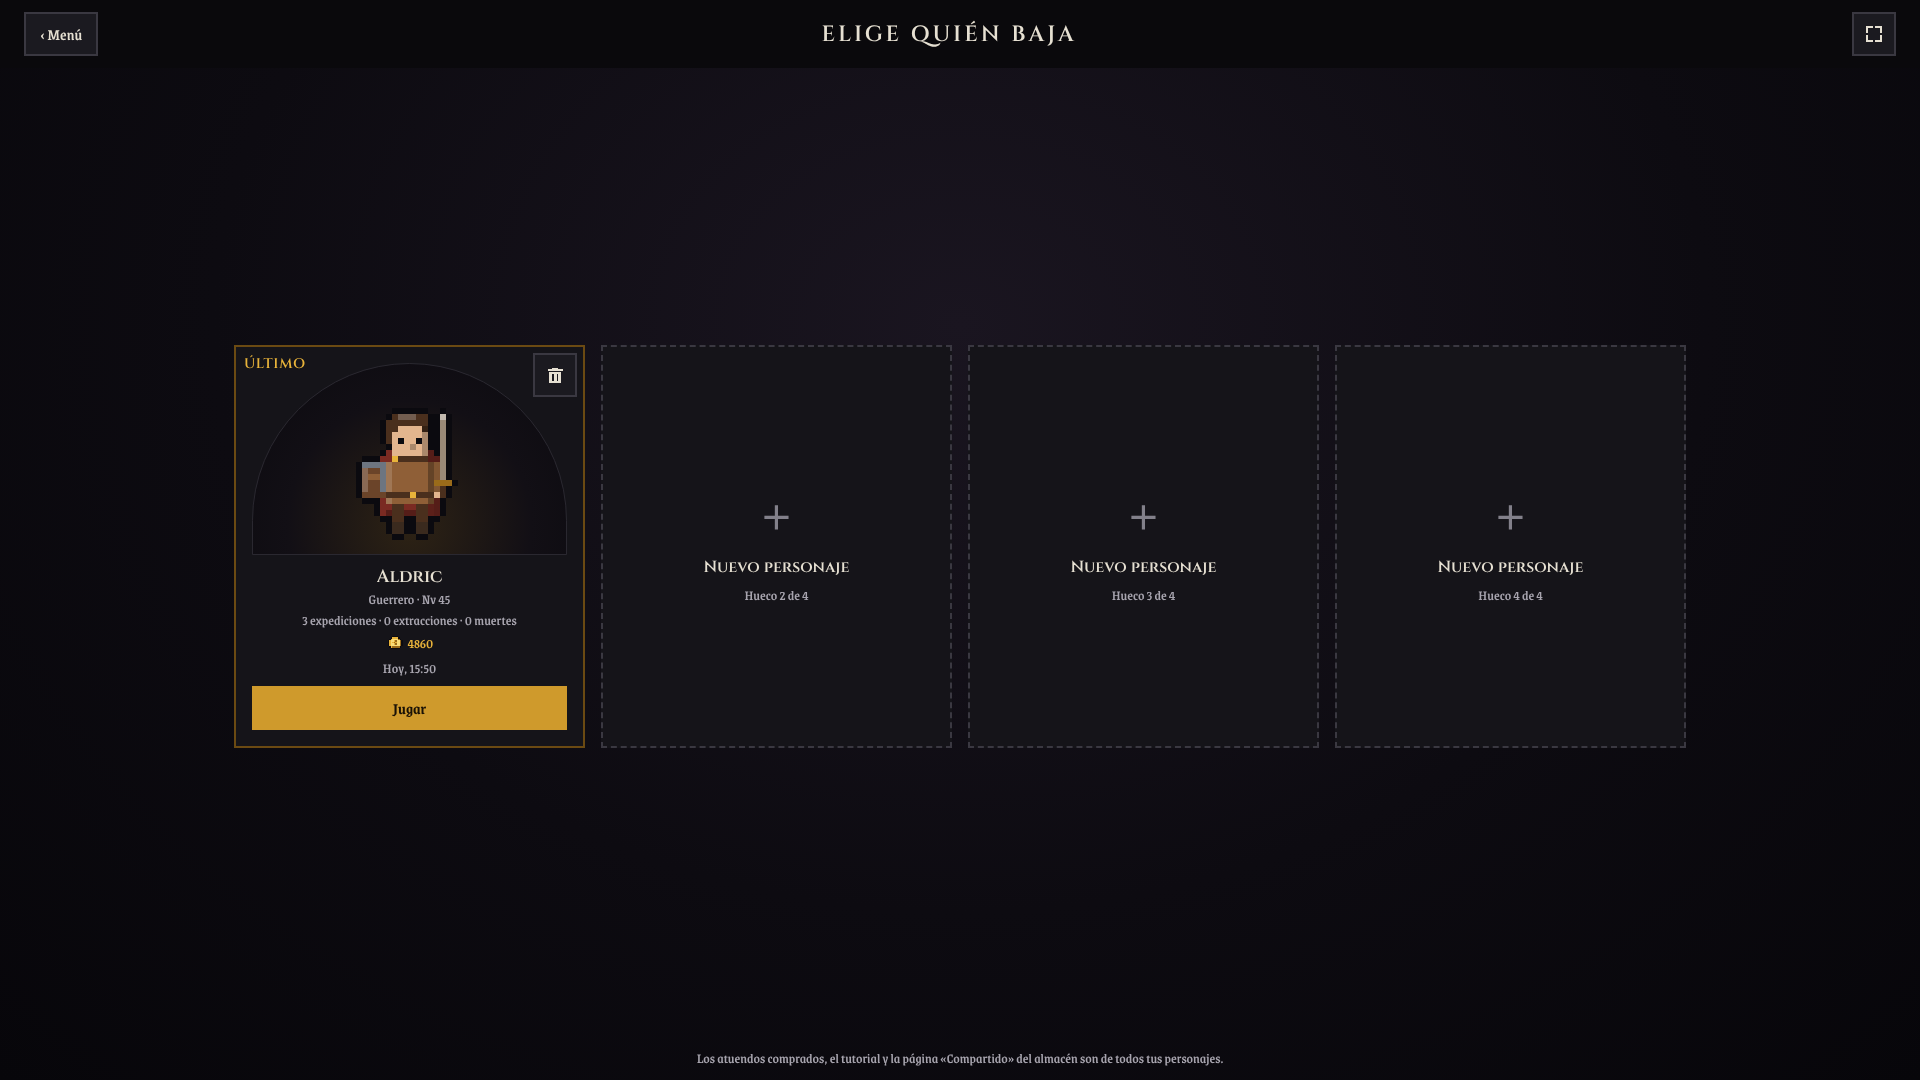 ‹ Menú
ELIGE QUIÉN BAJA
ÚLTIMO
Aldric
Guerrero · Nv 45
3 expediciones · 0 extracciones · 0 muertes
4860
Hoy, 15:50
Jugar
Nuevo personaje
Hueco 2 de 4
Nuevo personaje
Hueco 3 de 4
Nuevo personaje
Hueco 4 de 4
Los atuendos comprados, el tutorial y la página «Compartido» del almacén son de todos tus personajes.